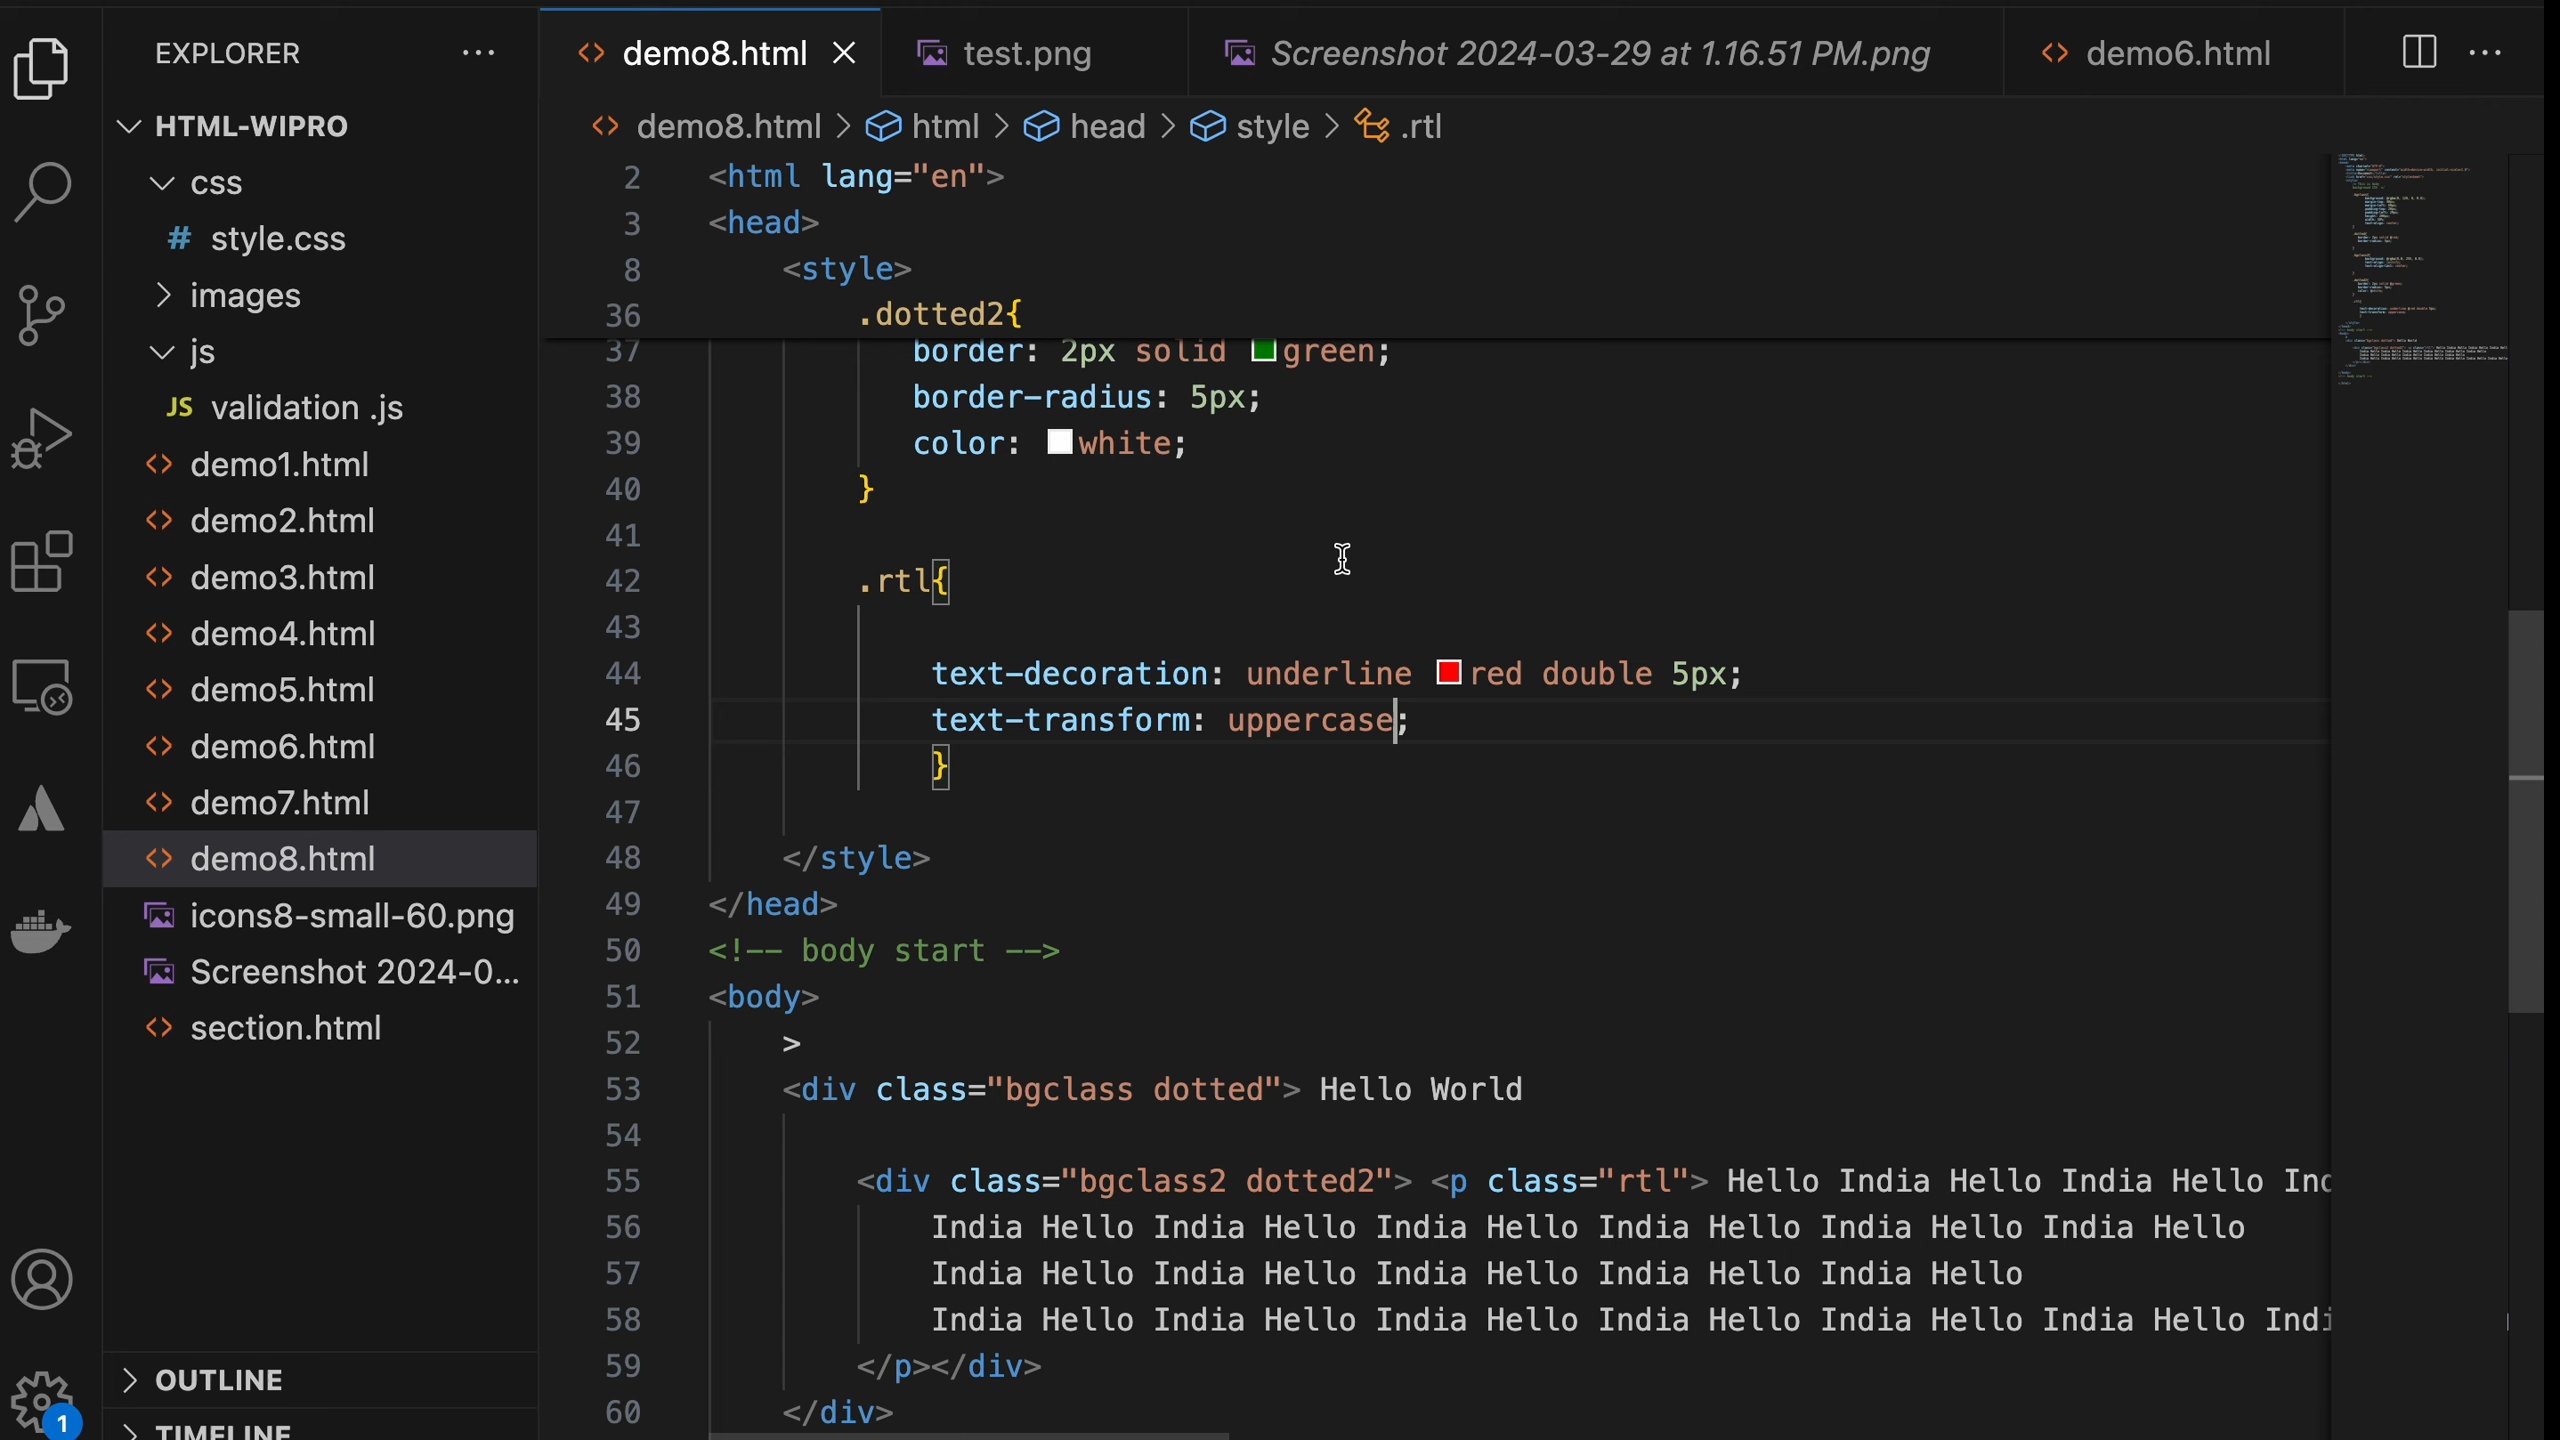 EXPLORER
HTML-WIPRO
css
# style.css
images
js
JS validation .js
demo1.html
demo2.html
demo3.html
demo4.html
demo5.html
demo6.html
demo7.html
demo8.html
icons8-small-60.png
Screenshot 2024-0...
section.html
OUTLINE
TIMELINE
1
demo8.html
test.png
Screenshot 2024-03-29 at 1.16.51 PM.png
demo6.html
demo8.html > html > head > style > .rtl
2 <html lang="en">
3 <head>
8 <style>
36 .dotted2{
37 border: 2px solid green;
38 border-radius: 5px;
39 color: white;
40 }
41
42 .rtl{
43
44 text-decoration: underline red double 5px;
45 text-transform: uppercase;
46 }
47
48 </style>
49 </head>
50 <!-- body start -->
51 <body>
52 >
53 <div class="bgclass dotted"> Hello World
54
55 <div class="bgclass2 dotted2"> <p class="rtl"> Hello India Hello India Hello Ind
56 India Hello India Hello India Hello India Hello India Hello India Hello
57 India Hello India Hello India Hello India Hello India Hello
58 India Hello India Hello India Hello India Hello India Hello India Hello Indi
59 </p></div>
60 </div>